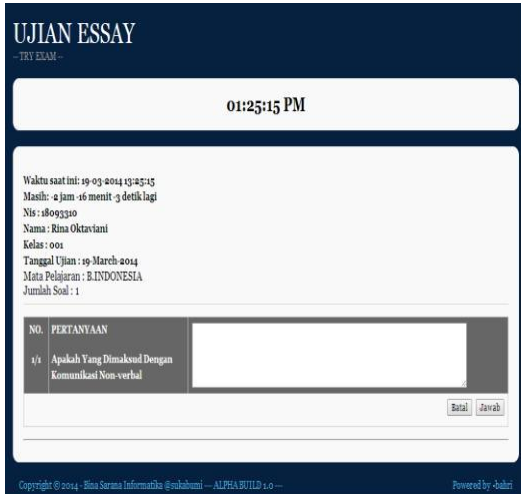 UJIAN ESSAY
-- TRY EXAM --
01:25:15 PM
Waktu saat ini: 19-03-2014 13:25:15
Masih: -2 jam -16 menit -3 detik lagi
Nis : 18093310
Nama : Rina Oktaviani
Kelas : 001
Tanggal Ujian : 19-March-2014
Mata Pelajaran : B.INDONESIA
Jumlah Soal : 1
NO. PERTANYAAN
1/1 Apakah Yang Dimaksud Dengan
Komunikasi Non-verbal
Batal Jawab
Copyright © 2014 - Bina Sarana Informatika @sukabumi --- ALPHA BUILD 1.0 --- Powered by -bahri